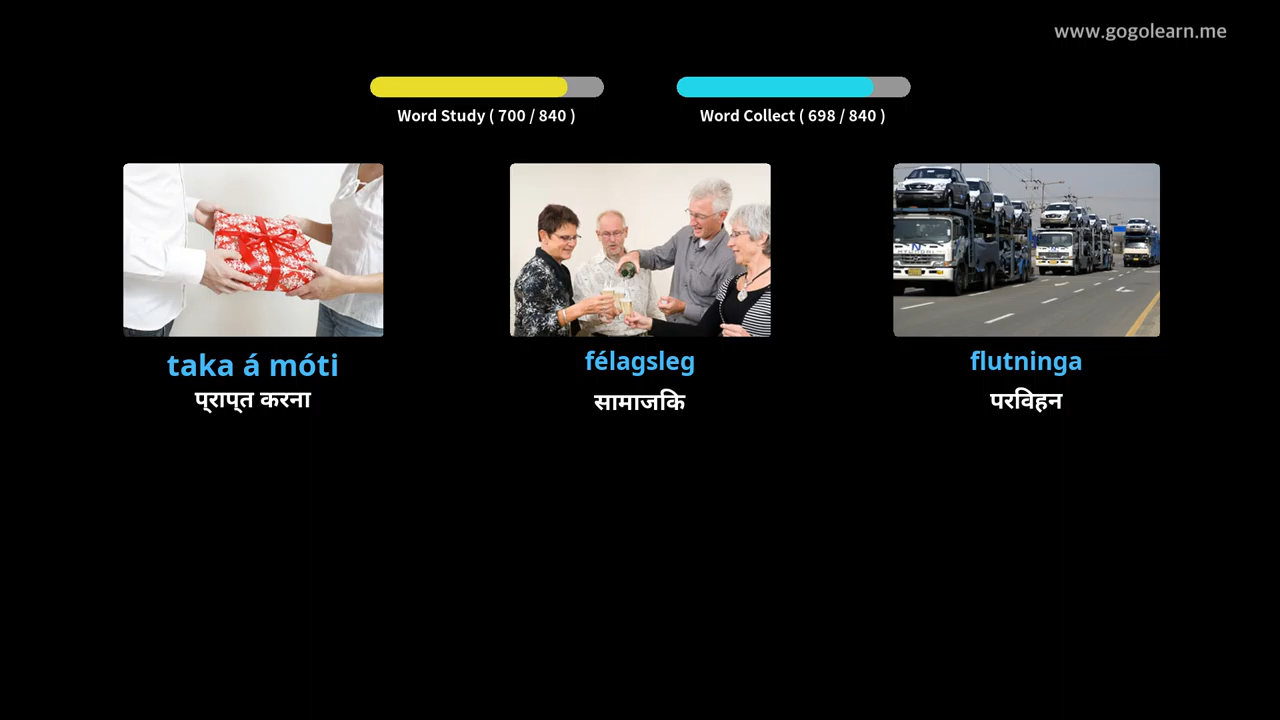 www.gogolearn.me
Word Study ( 700 / 840 )
Word Collect ( 698 / 840 )
taka á móti
félagsleg
flutninga
प्राप्त करना
सामाजकि
परविहन